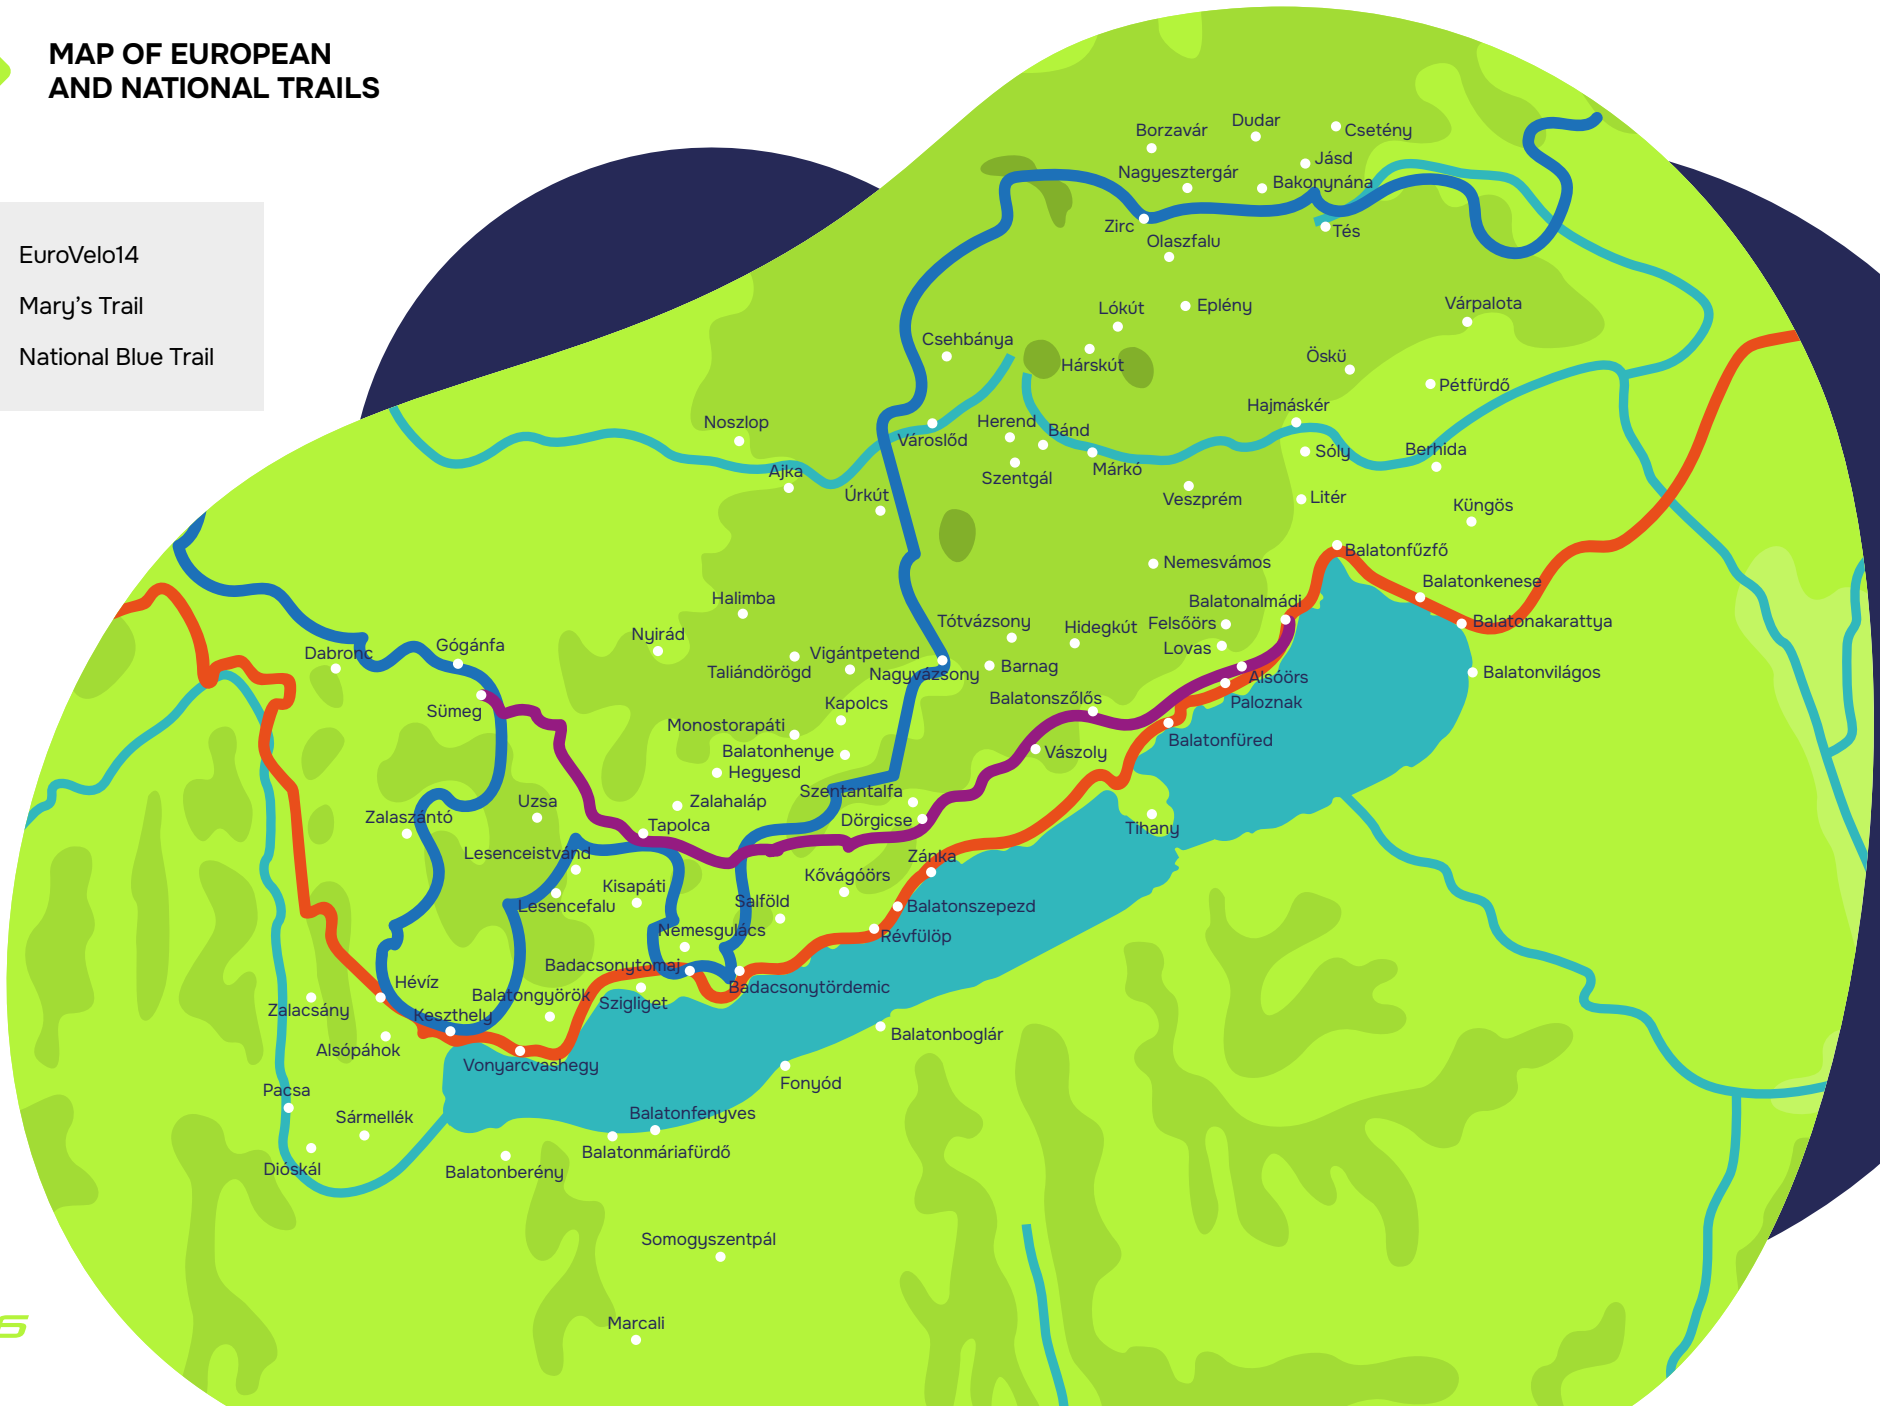 MAP OF EUROPEAN
AND NATIONAL TRAILS
EuroVelo14
Mary's Trail
National Blue Trail
Borzavár
Dudar
Csetény
Jásd
Nagyesztergár
Bakonynána
Zirc
Tés
Olaszfalu
Lókút
Eplény
Várpalota
Csehbánya
Hárskút
Öskü
Pétfürdő
Noszlop
Városlőd
Herend
Bánd
Hajmáskér
Ajka
Szentgál
Márkó
Sóly
Berhida
Úrkút
Veszprém
Litér
Küngös
Balatonfűzfő
Nemesvámos
Balatonkenese
Halimba
Balatonalmádi
Nyirád
Tótvázsony
Hidegkút
Felsőörs
Balatonakarattya
Dabronc
Gógánfa
Vigántpetend
Lovas
Taliándörögd
Nagyvázsony
Barnag
Alsóörs
Balatonvilágos
Sümeg
Kapolcs
Balatonszőlős
Paloznak
Monostorapáti
Balatonhenye
Vászoly
Balatonfüred
Hegyesd
Uzsa
Zalahaláp
Szentantalfa
Zalaszántó
Tapolca
Dörgicse
Tihany
Lesenceistvánd
Zánka
Kisapáti
Kővágóörs
Lesencefalu
Salföld
Balatonszepezd
Nemesgulács
Révfülöp
Badacsonytomaj
Hévíz
Badacsonytördemic
Balatongyörök
Szigliget
Zalacsány
Keszthely
Balatonboglár
Alsópáhok
Vonyarcvashegy
Fonyód
Pacsa
Sármellék
Balatonfenyves
Balatonmáriafürdő
Dióskál
Balatonberény
Somogyszentpál
Marcali